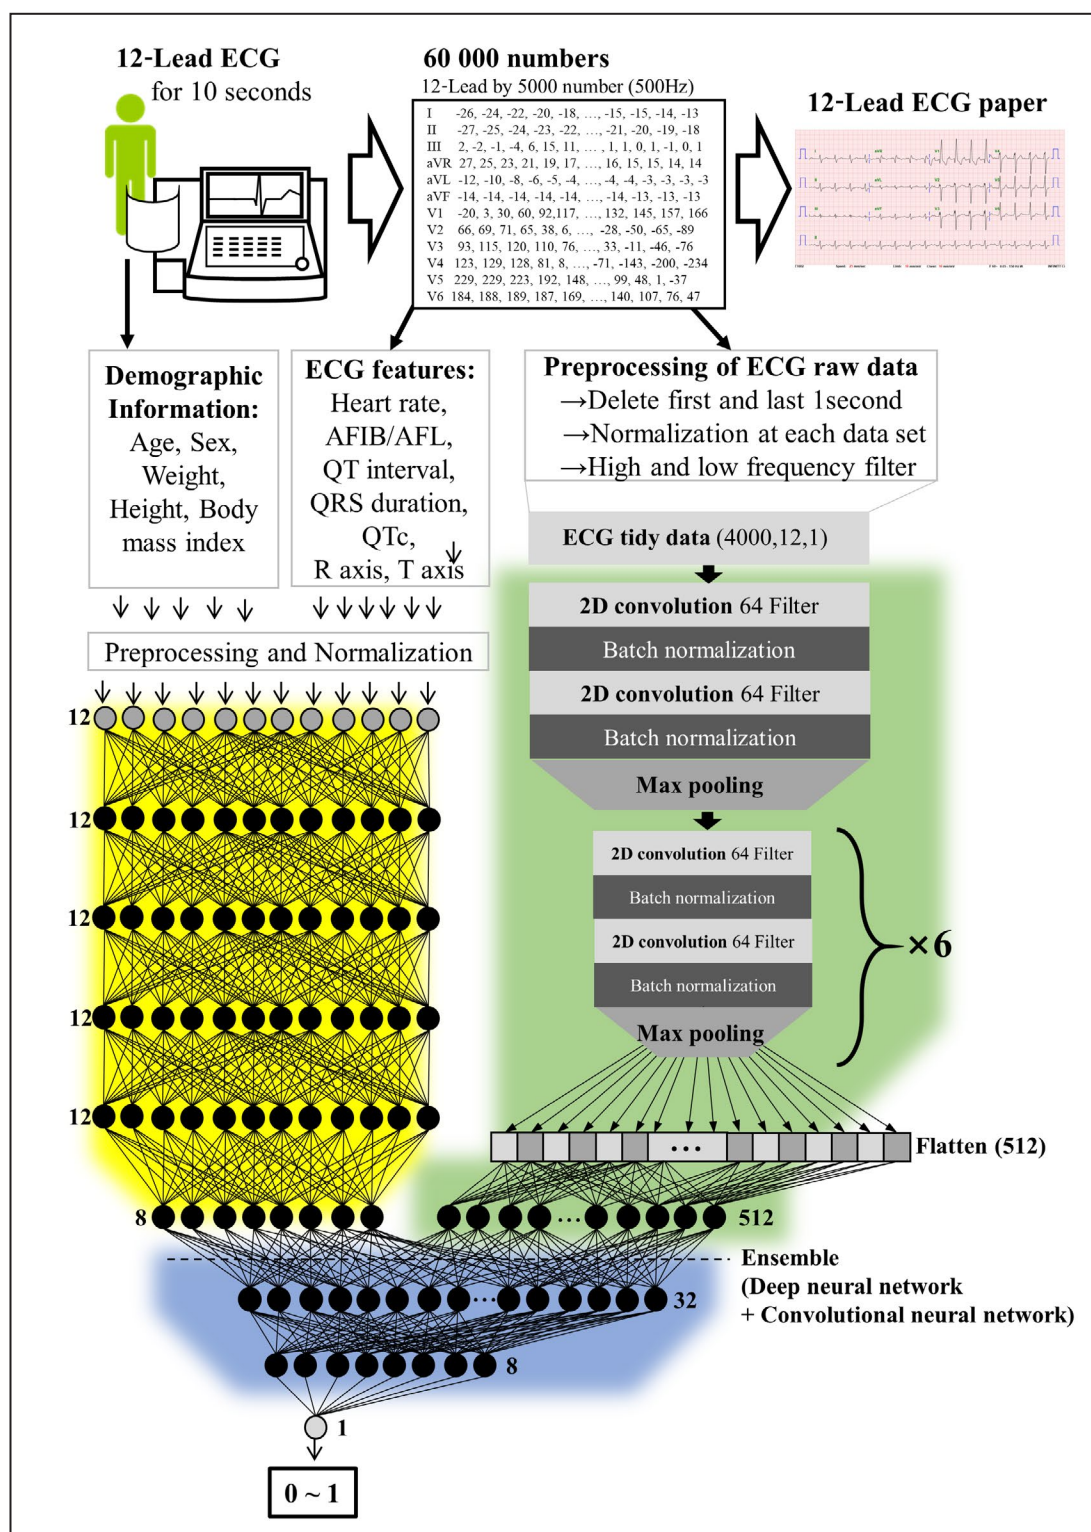 12-Lead ECG
for 10 seconds
60 000 numbers
12-Lead by 5000 number (500Hz)
I -26, -24, -22, -20, -18, …, -15, -15, -14, -13
II -27, -25, -24, -23, -22, …, -21, -20, -19, -18
III 2, -2, -1, -4, 6, 15, 11, …, 1, 1, 0, 1, -1, 0, 1
aVR 27, 25, 23, 21, 19, 17, …, 16, 15, 15, 14, 14
aVL -12, -10, -8, -6, -5, -4, …, -4, -4, -3, -3, -3, -3
aVF -14, -14, -14, -14, -14, …, -14, -13, -13, -13
V1 -20, 3, 30, 60, 92,117, …, 132, 145, 157, 166
V2 66, 69, 71, 65, 38, 6, …, -28, -50, -65, -89
V3 93, 115, 120, 110, 76, …, 33, -11, -46, -76
V4 123, 129, 128, 81, 8, …, -71, -143, -200, -234
V5 229, 229, 223, 192, 148, …, 99, 48, 1, -37
V6 184, 188, 189, 187, 169, …, 140, 107, 76, 47
12-Lead ECG paper
Demographic
Information:
Age, Sex,
Weight,
Height, Body
mass index
ECG features:
Heart rate,
AFIB/AFL,
QT interval,
QRS duration,
QTc,
R axis, T axis
Preprocessing of ECG raw data
→Delete first and last 1second
→Normalization at each data set
→High and low frequency filter
ECG tidy data (4000,12,1)
2D convolution 64 Filter
Batch normalization
2D convolution 64 Filter
Batch normalization
Max pooling
2D convolution 64 Filter
Batch normalization
2D convolution 64 Filter
Batch normalization
Max pooling
×6
Preprocessing and Normalization
12
12
12
12
12
8
Flatten (512)
…
… 512
Ensemble
(Deep neural network
+ Convolutional neural network)
… 32
8
1
0 ~ 1